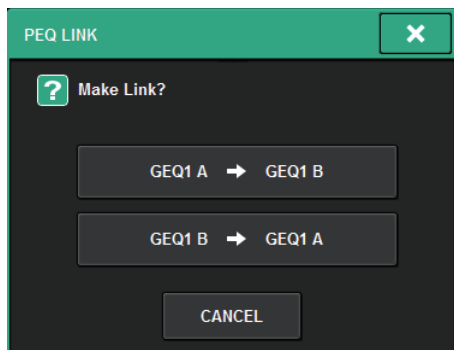 PEQ LINK
? Make Link?
GEQ1 A → GEQ1 B
GEQ1 B → GEQ1 A
CANCEL